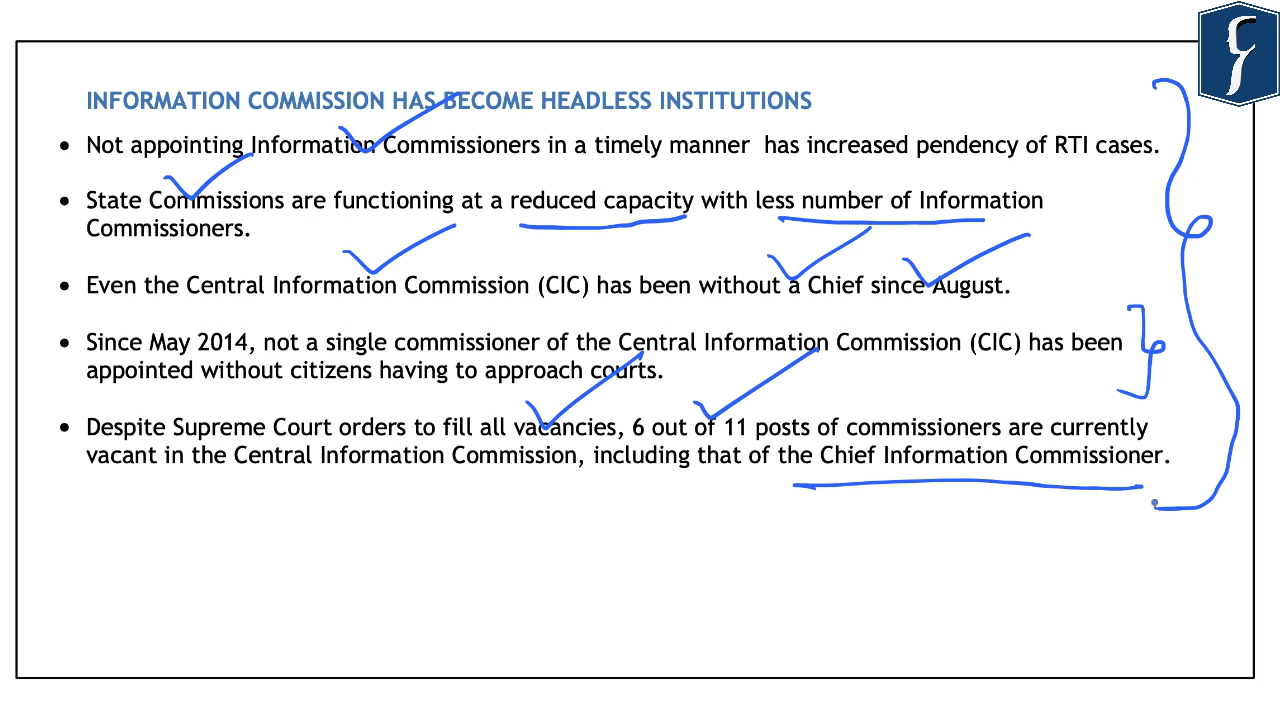 INFORMATION COMMISSION HAS BECOME HEADLESS INSTITUTIONS
• Not appointing Information Commissioners in a timely manner  has increased pendency of RTI cases.
• State Commissions are functioning at a reduced capacity with less number of Information
Commissioners.
• Even the Central Information Commission (CIC) has been without a Chief since August.
• Since May 2014, not a single commissioner of the Central Information Commission (CIC) has been
appointed without citizens having to approach courts.
• Despite Supreme Court orders to fill all vacancies, 6 out of 11 posts of commissioners are currently
vacant in the Central Information Commission, including that of the Chief Information Commissioner.